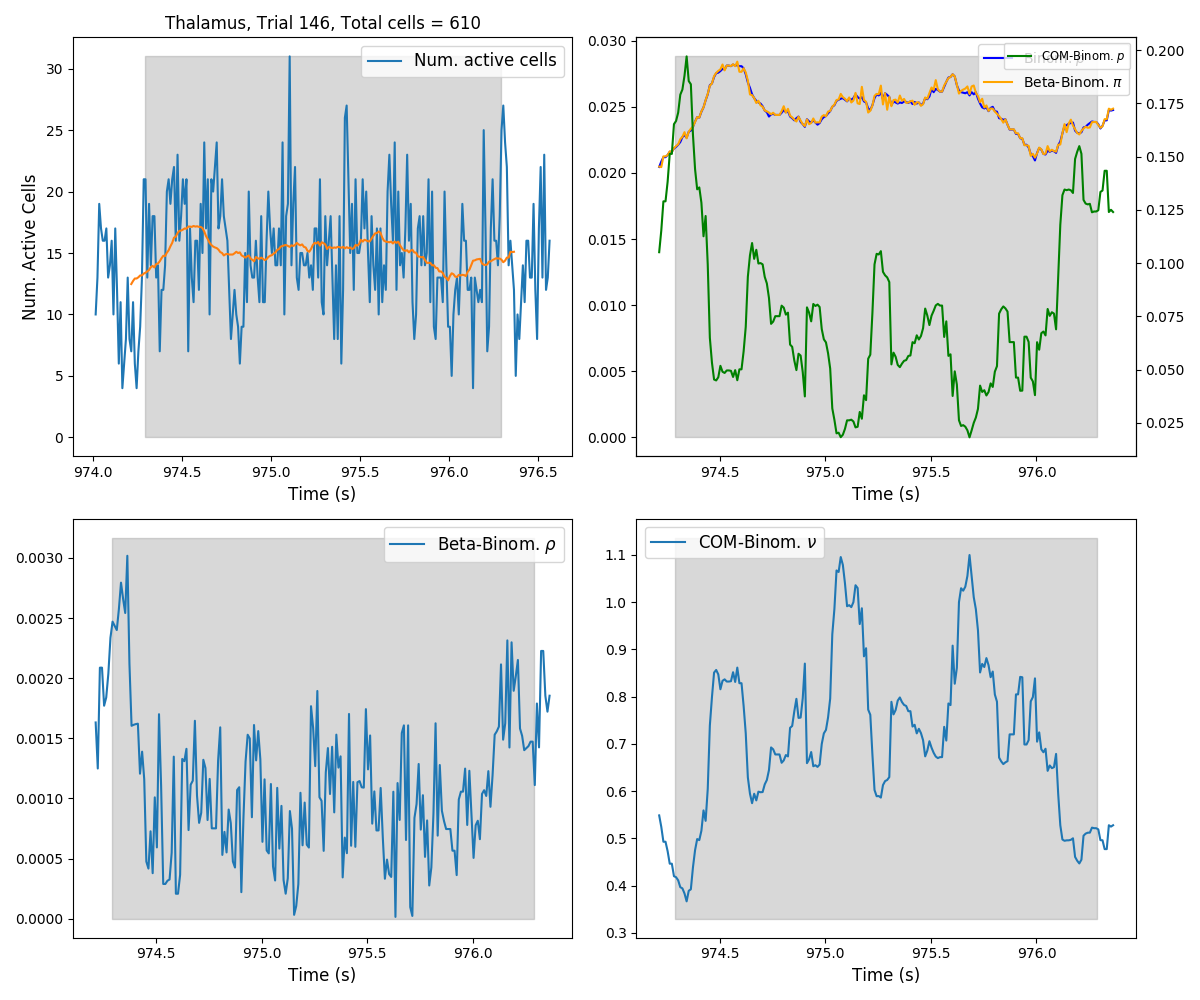 Thalamus, Trial 146, Total cells = 610
Num. active cells
Num. Active Cells
30
25
20
15
10
5
0
974.0 974.5 975.0 975.5 976.0 976.5
Time (s)
COM-Binom. p
Beta-Binom. π
0.030
0.025
0.020
0.015
0.010
0.005
0.000
0.200
0.175
0.150
0.125
0.100
0.075
0.050
0.025
974.5 975.0 975.5 976.0
Time (s)
Beta-Binom. ρ
0.0030
0.0025
0.0020
0.0015
0.0010
0.0005
0.0000
974.5 975.0 975.5 976.0
Time (s)
COM-Binom. ν
1.1
1.0
0.9
0.8
0.7
0.6
0.5
0.4
0.3
974.5 975.0 975.5 976.0
Time (s)